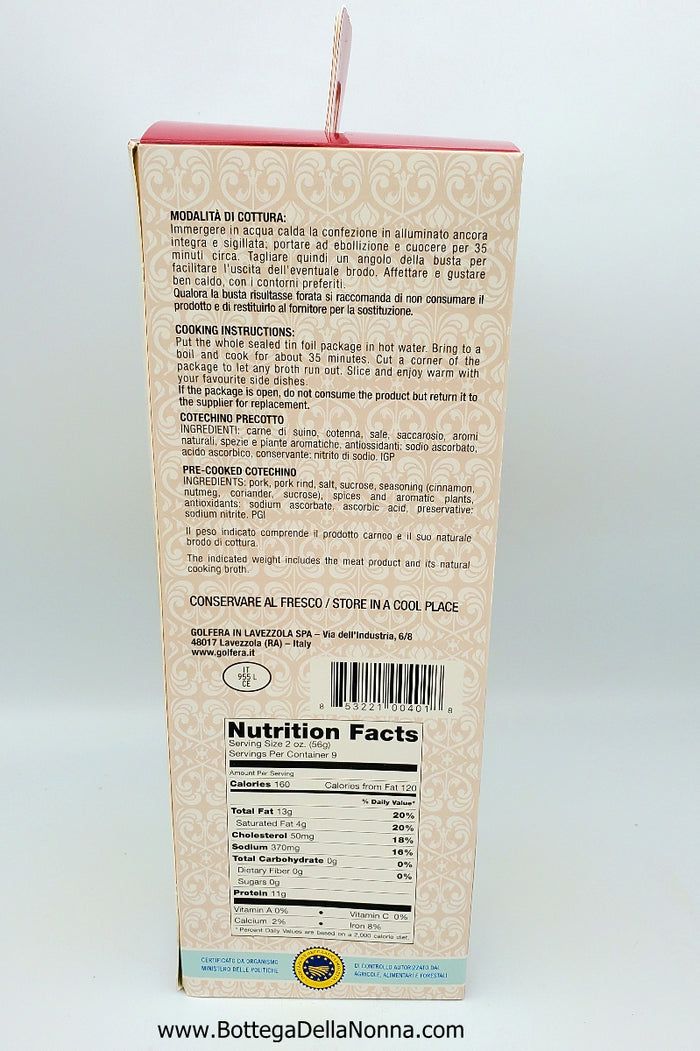 MODALITÀ DI COTTURA:
Immergere in acqua calda la confezione in alluminato ancora
integra e sigillata; portare ad ebollizione e cuocere per 35
minuti circa. Tagliare quindi un angolo della busta per
facilitare l'uscita dell'eventuale brodo. Affettare e gustare
ben caldo, con i contorni preferiti.
Qualora la busta risultasse forata si raccomanda di non consumare il
prodotto e di restituirlo al fornitore per la sostituzione.
COOKING INSTRUCTIONS:
Put the whole sealed tin foil package in hot water. Bring to a
boil and cook for about 35 minutes. Cut a corner of the
package to let any broth run out. Slice and enjoy warm with
your favourite side dishes.
If the package is open, do not consume the product but return it to
the supplier for replacement.
COTECHINO PRECOTTO
INGREDIENTI: carne di suino, cotenna, sale, saccarosio, aromi
naturali, spezie e piante aromatiche, antiossidanti: sodio ascorbato,
acido ascorbico, conservante: nitrito di sodio. IGP
PRE-COOKED COTECHINO
INGREDIENTS: pork, pork rind, salt, sucrose, seasoning (cinnamon,
nutmeg, coriander, sucrose), spices and aromatic plants,
antioxidants: sodium ascorbate, ascorbic acid, preservative:
sodium nitrite. PGI
Il peso indicato comprende il prodotto carneo e il suo naturale
brodo di cottura.
The indicated weight includes the meat product and its natural
cooking broth.
CONSERVARE AL FRESCO / STORE IN A COOL PLACE
GOLFERA IN LAVEZZOLA SPA – Via dell'Industria, 6/8
48017 Lavezzola (RA) – Italy
www.golfera.it
IT
955 L
CE
8 53221 00401 8
Nutrition Facts
Serving Size 2 oz. (56g)
Servings Per Container 9
Amount Per Serving
Calories 160 Calories from Fat 120
% Daily Value*
Total Fat 13g 20%
Saturated Fat 4g 20%
Cholesterol 50mg 18%
Sodium 370mg 16%
Total Carbohydrate 0g 0%
Dietary Fiber 0g 0%
Sugars 0g
Protein 11g
Vitamin A 0% • Vitamin C 0%
Calcium 2% • Iron 8%
*Percent Daily Values are based on a 2,000 calorie diet.
CERTIFICATO DA ORGANISMO DI CONTROLLO AUTORIZZATO DAL
MINISTERO DELLE POLITICHE AGRICOLE, ALIMENTARI E FORESTALI
www.BottegaDellaNonna.com